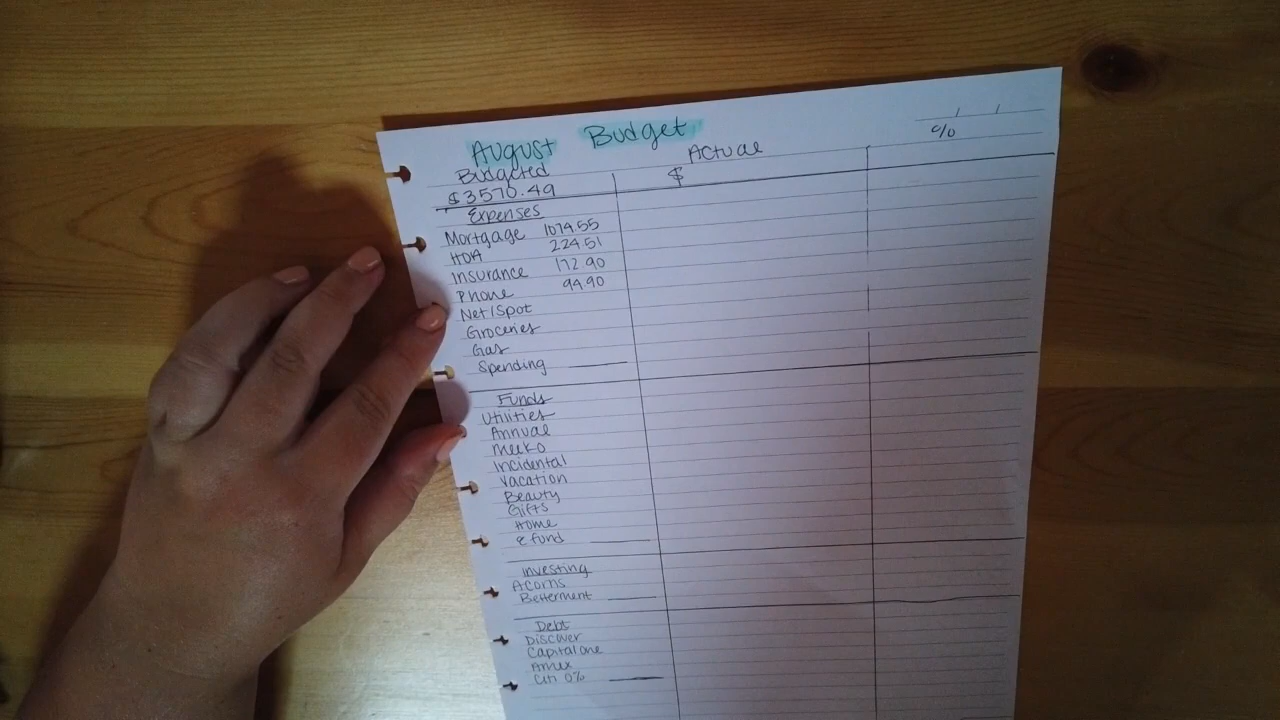 August Budget
Budgeted Actual %
$3570.49 $
Expenses
Mortgage 1074.55
HOA 224.51
Insurance 172.90
Phone 94.90
Net/Spot
Groceries
Gas
Spending
Funds
Utilities
Annual
Meeko
Incidental
Vacation
Beauty
Gifts
Home
e fund
Investing
Acorns
Betterment
Debt
Discover
Capital one
Amex
Citi 0%